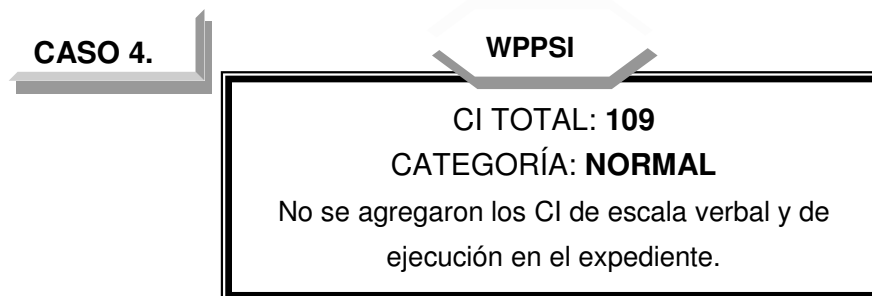 CASO 4.
WPPSI
CI TOTAL: 109
CATEGORÍA: NORMAL
No se agregaron los CI de escala verbal y de
ejecución en el expediente.